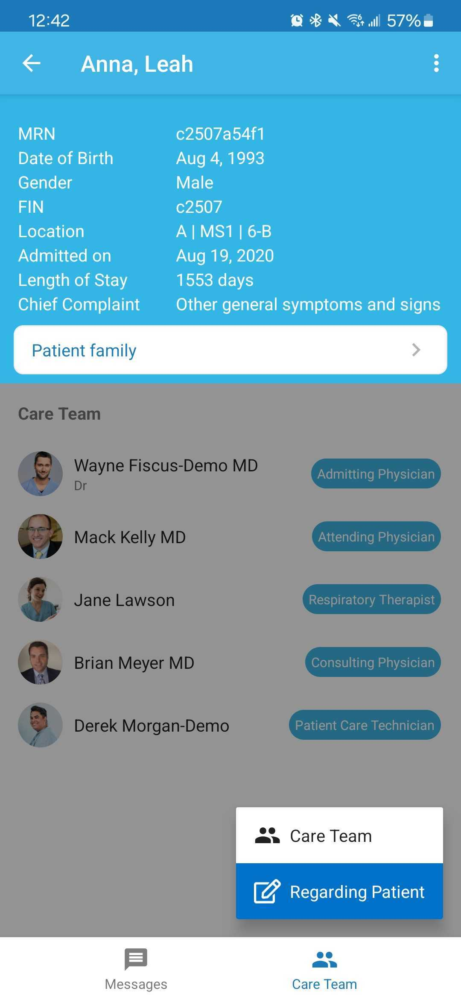 12:42 57%
Anna, Leah
MRN c2507a54f1
Date of Birth Aug 4, 1993
Gender Male
FIN c2507
Location A | MS1 | 6-B
Admitted on Aug 19, 2020
Length of Stay 1553 days
Chief Complaint Other general symptoms and signs
Patient family
Care Team
Wayne Fiscus-Demo MD
Dr
Admitting Physician
Mack Kelly MD Attending Physician
Jane Lawson Respiratory Therapist
Brian Meyer MD Consulting Physician
Derek Morgan-Demo Patient Care Technician
Care Team
Regarding Patient
Messages Care Team